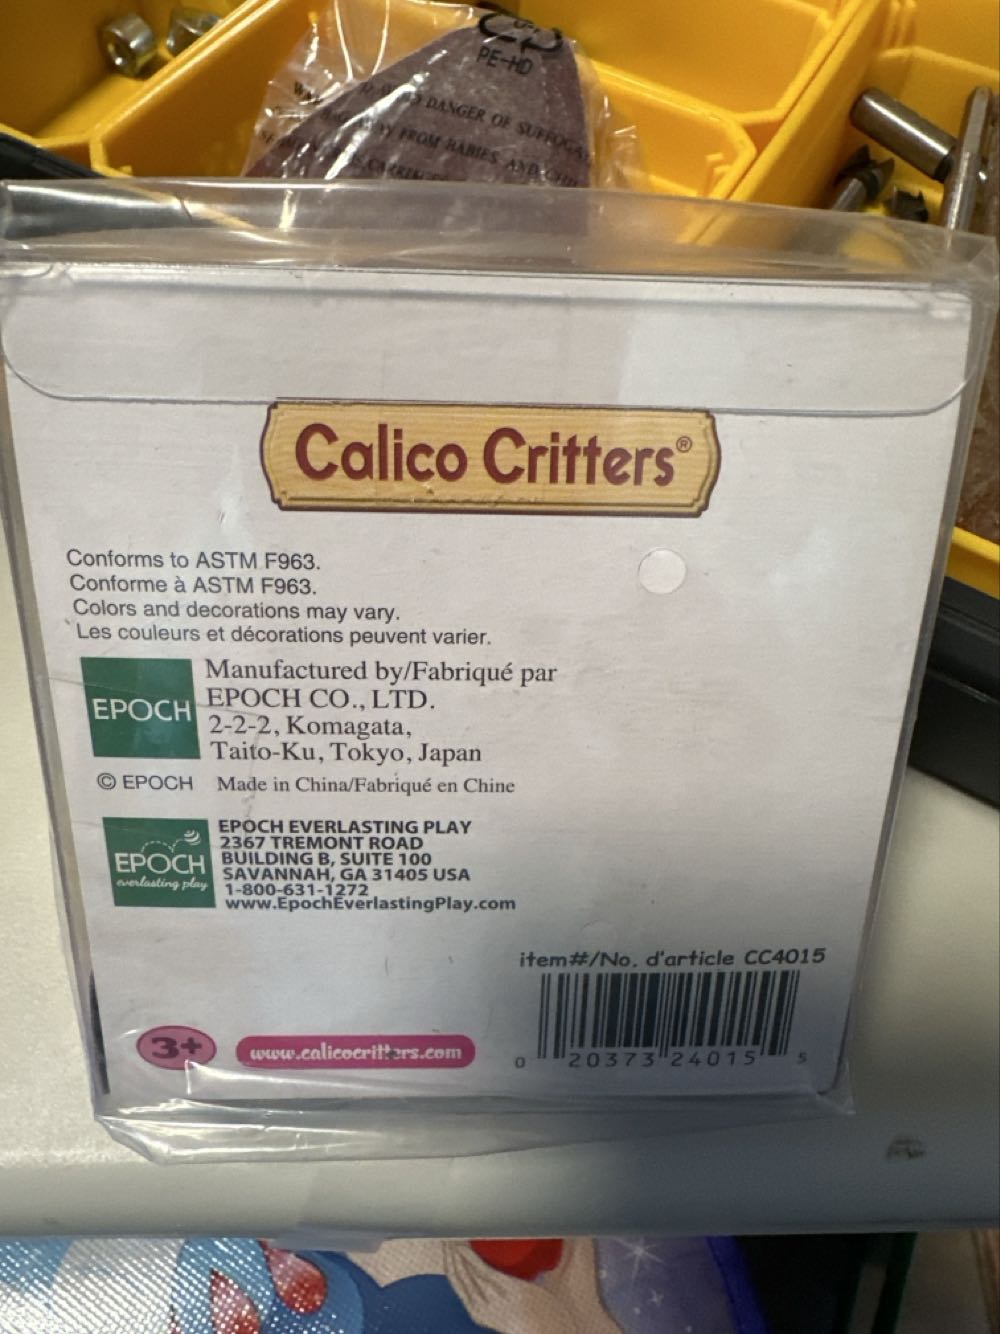 PE-HD
DANGER OF
AWAY FROM BABIES AND
Calico Critters®
Conforms to ASTM F963.
Conforme à ASTM F963.
Colors and decorations may vary.
Les couleurs et décorations peuvent varier.
EPOCH
Manufactured by/Fabriqué par
EPOCH CO., LTD.
2-2-2, Komagata,
Taito-Ku, Tokyo, Japan
© EPOCH Made in China/Fabriqué en Chine
EPOCH
everlasting play
EPOCH EVERLASTING PLAY
2367 TREMONT ROAD
BUILDING B, SUITE 100
SAVANNAH, GA 31405 USA
1-800-631-1272
www.EpochEverlastingPlay.com
item#/No. d'article CC4015
0 20373 24015 5
3+
www.calicocritters.com